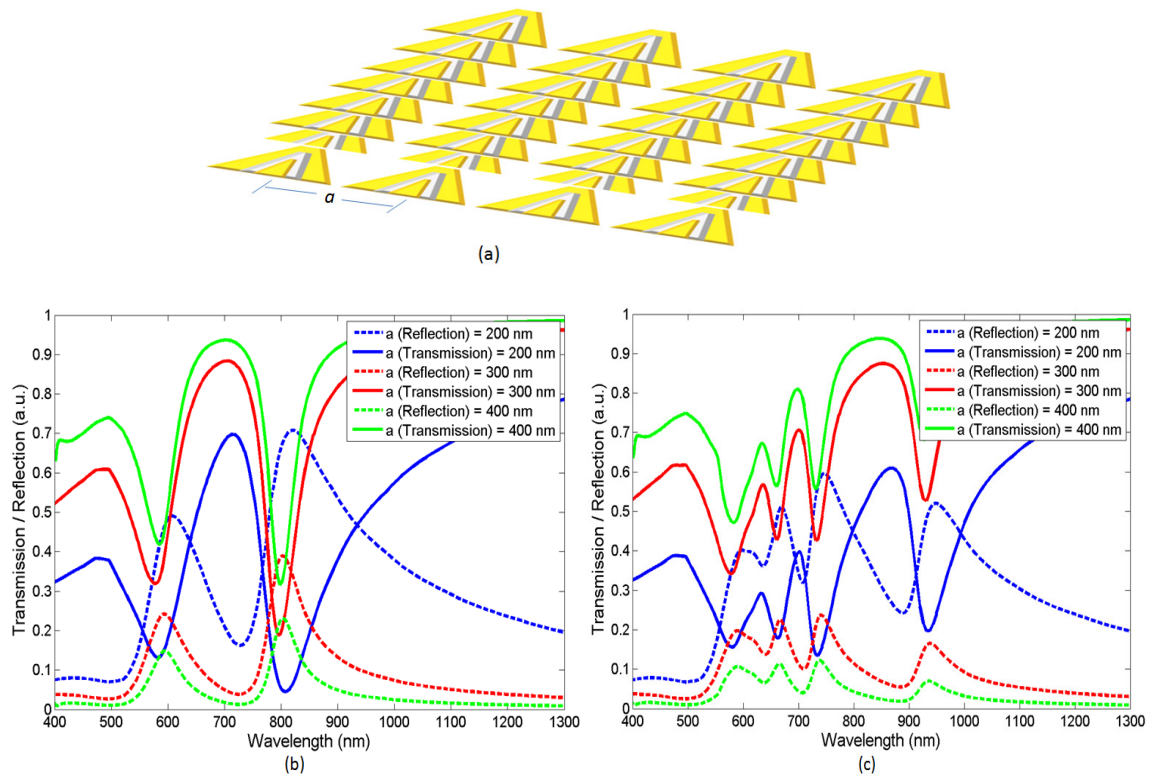 a
(a)
1
0.9
0.8
0.7
0.6
0.5
0.4
0.3
0.2
0.1
0
Transmission / Reflection (a.u.)
a (Reflection) = 200 nm
a (Transmission) = 200 nm
a (Reflection) = 300 nm
a (Transmission) = 300 nm
a (Reflection) = 400 nm
a (Transmission) = 400 nm
400 500 600 700 800 900 1000 1100 1200 1300
Wavelength (nm)
(b)
1
0.9
0.8
0.7
0.6
0.5
0.4
0.3
0.2
0.1
0
Transmission / Reflection (a.u.)
a (Reflection) = 200 nm
a (Transmission) = 200 nm
a (Reflection) = 300 nm
a (Transmission) = 300 nm
a (Reflection) = 400 nm
a (Transmission) = 400 nm
400 500 600 700 800 900 1000 1100 1200 1300
Wavelength (nm)
(c)